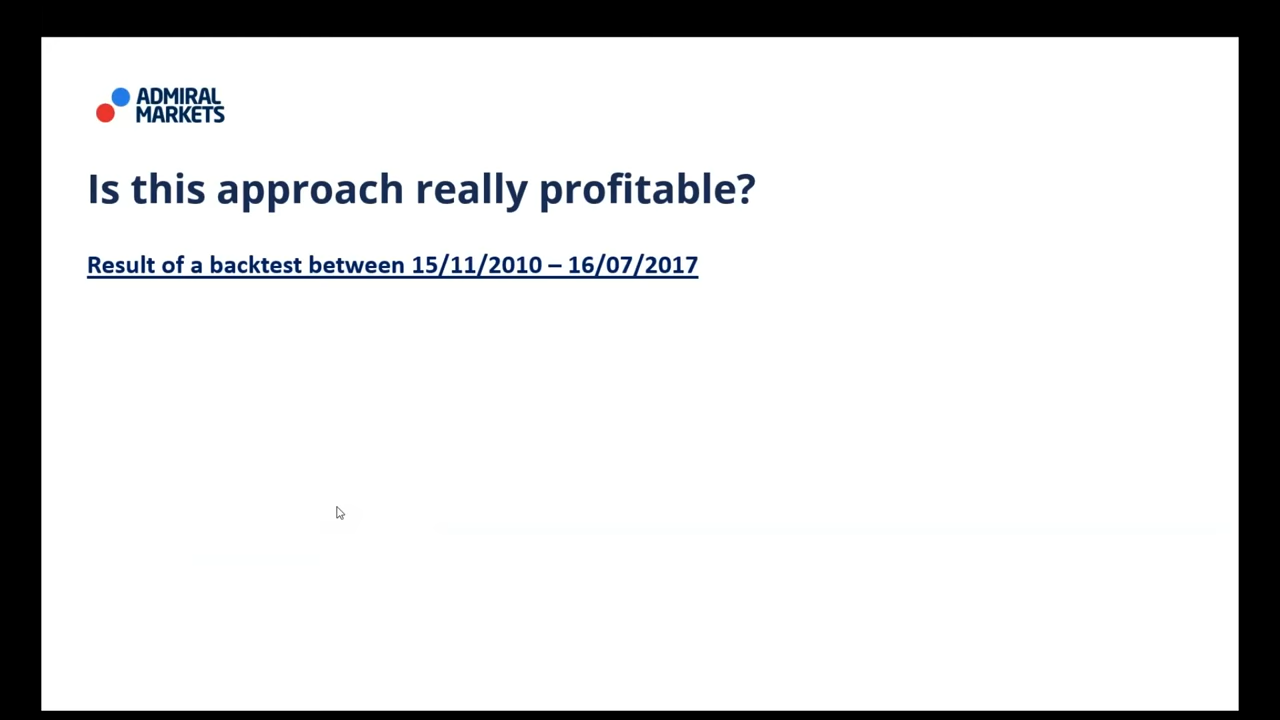 ADMIRAL
MARKETS
Is this approach really profitable?
Result of a backtest between 15/11/2010 – 16/07/2017